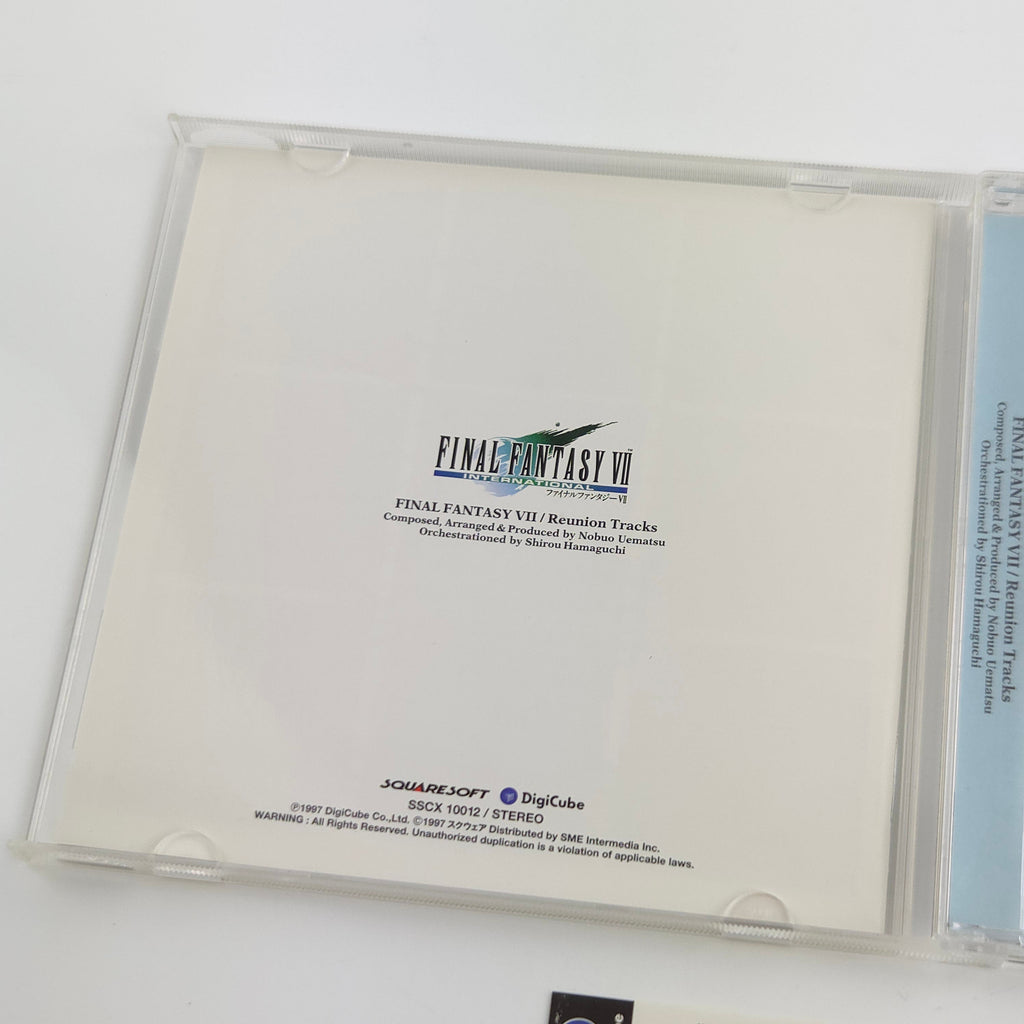 FINAL FANTASY VII™
INTERNATIONAL
ファイナルファンタジーVII
FINAL FANTASY VII / Reunion Tracks
Composed, Arranged & Produced by Nobuo Uematsu
Orchestrationed by Shirou Hamaguchi
SQUARESOFT DigiCube
SSCX 10012 / STEREO
℗1997 DigiCube Co.,Ltd. ©1997 スクウェア Distributed by SME Intermedia Inc.
WARNING : All Rights Reserved. Unauthorized duplication is a violation of applicable laws.
FINAL FANTASY VII / Reunion Tracks
Composed, Arranged & Produced by Nobuo Uematsu
Orchestrationed by Shirou Hamaguchi